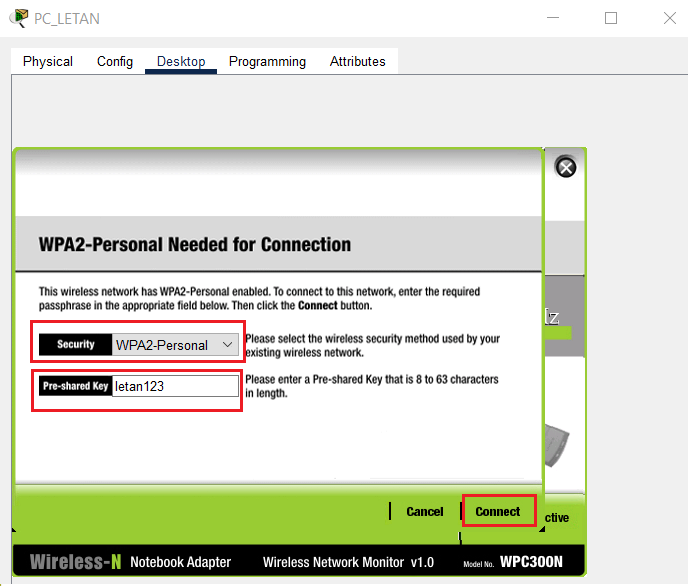 PC_LETAN
Physical Config Desktop Programming Attributes
WPA2-Personal Needed for Connection
This wireless network has WPA2-Personal enabled. To connect to this network, enter the required
passphrase in the appropriate field below. Then click the Connect button.
Security WPA2-Personal
Please select the wireless security method used by your
existing wireless network.
Pre-shared Key letan123
Please enter a Pre-shared Key that is 8 to 63 characters
in length.
Hz
Cancel Connect
ctive
Wireless-N Notebook Adapter Wireless Network Monitor v1.0 Model No. WPC300N